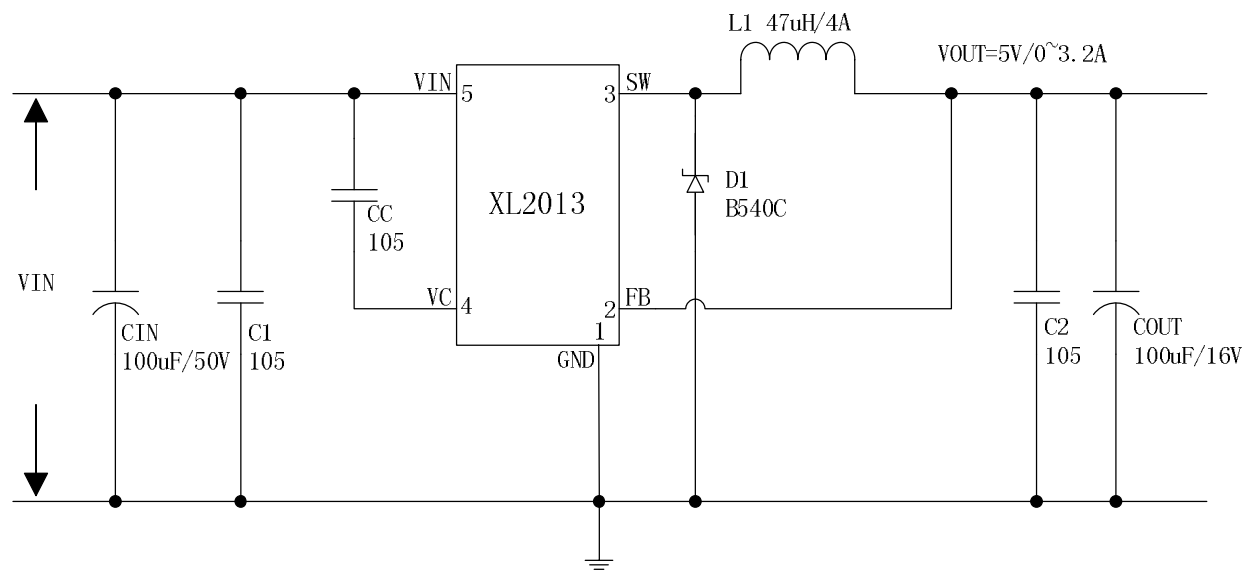 L1 47uH/4A
VOUT=5V/0~3.2A
VIN
5
3
SW
XL2013
D1
B540C
CC
105
VIN
VC
4
2
FB
1
GND
CIN
100uF/50V
C1
105
C2
105
COUT
100uF/16V